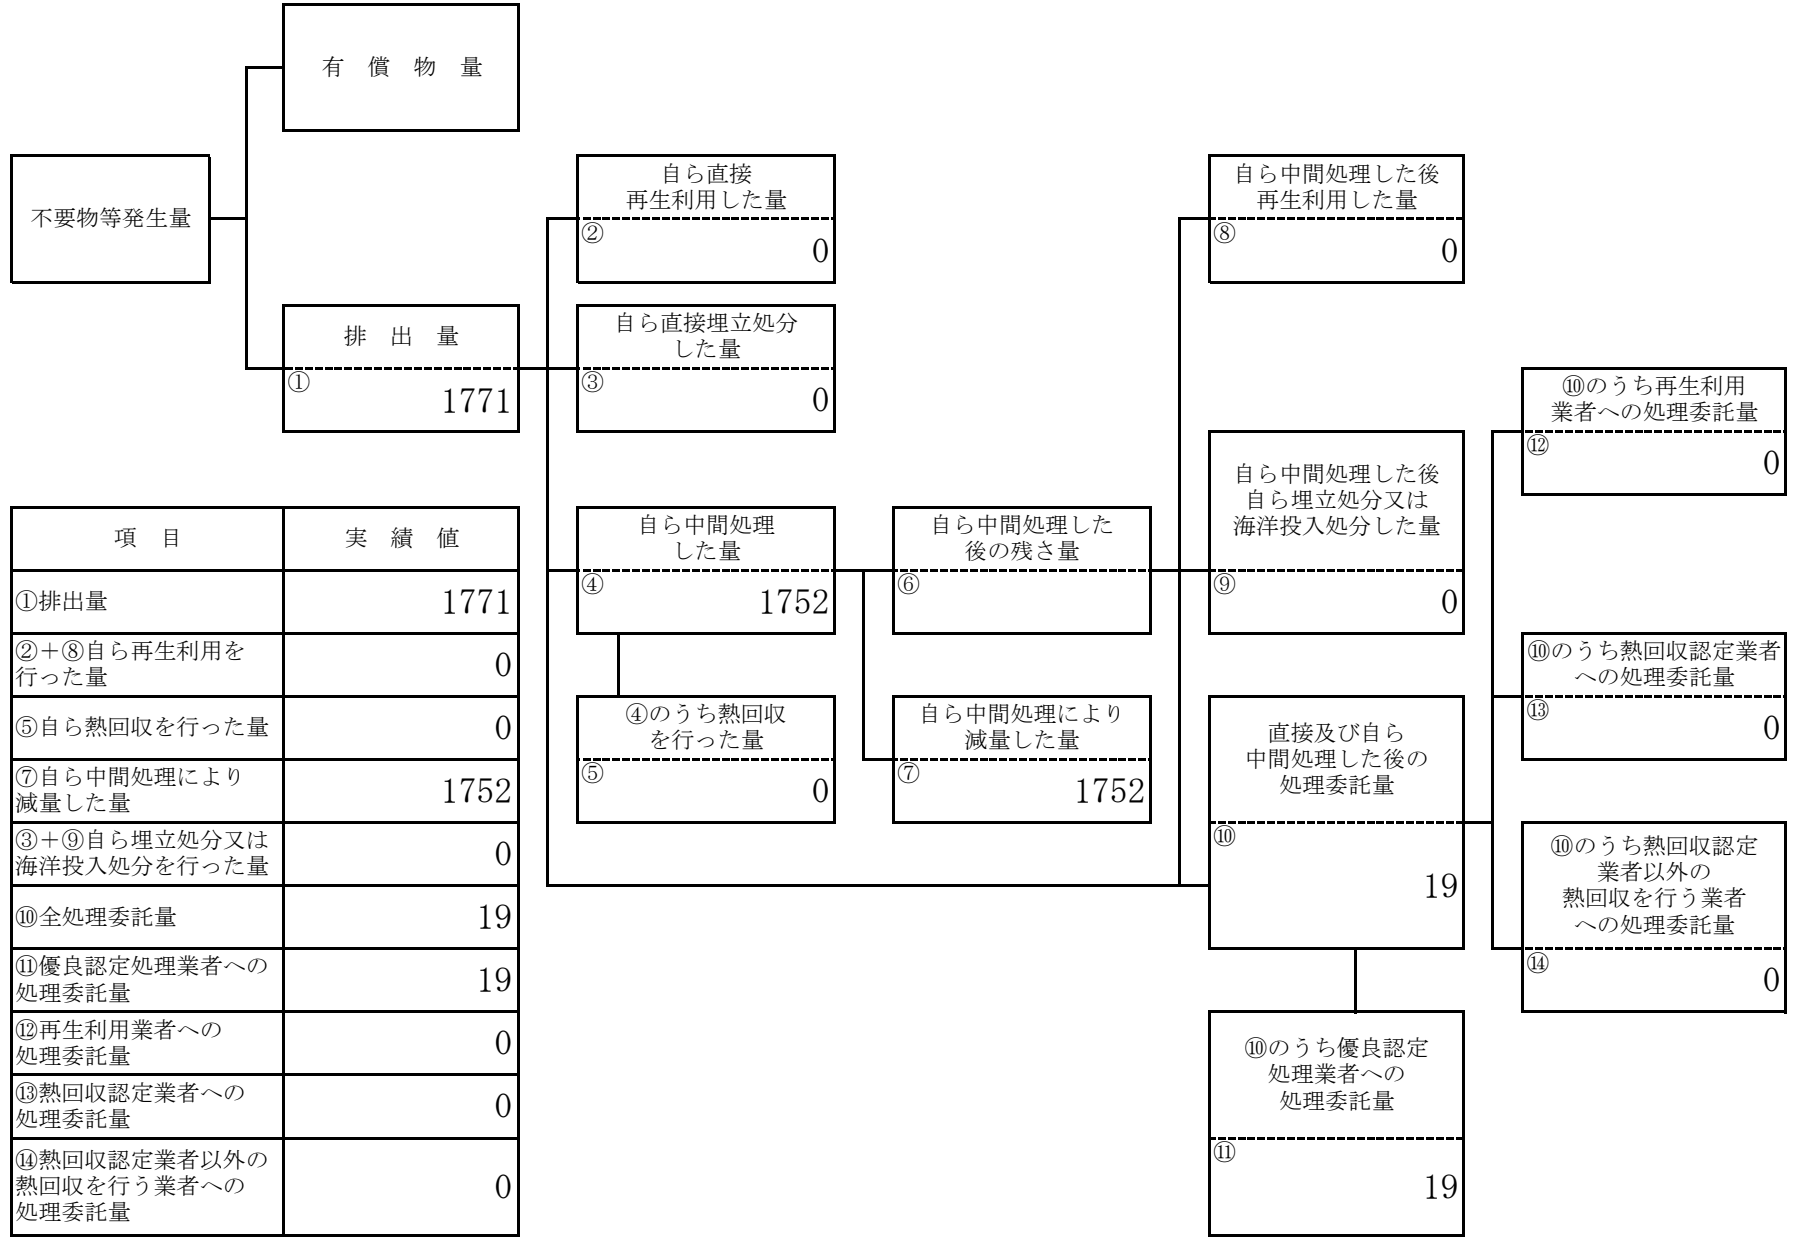 有　償　物　量
不要物等発生量
排　出　量
①
1771
自ら直接
再生利用した量
②
0
自ら直接埋立処分
した量
③
0
自ら中間処理
した量
④
1752
④のうち熱回収
を行った量
⑤
0
自ら中間処理した
後の残さ量
⑥
自ら中間処理により
減量した量
⑦
1752
自ら中間処理した後
再生利用した量
⑧
0
自ら中間処理した後
自ら埋立処分又は
海洋投入処分した量
⑨
0
直接及び自ら
中間処理した後の
処理委託量
⑩
19
⑩のうち優良認定
処理業者への
処理委託量
⑪
19
⑩のうち再生利用
業者への処理委託量
⑫
0
⑩のうち熱回収認定業者
への処理委託量
⑬
0
⑩のうち熱回収認定
業者以外の
熱回収を行う業者
への処理委託量
⑭
0
項　目　実　績　値
①排出量　1771
②＋⑧自ら再生利用を
行った量　0
⑤自ら熱回収を行った量　0
⑦自ら中間処理により
減量した量　1752
③＋⑨自ら埋立処分又は
海洋投入処分を行った量　0
⑩全処理委託量　19
⑪優良認定処理業者への
処理委託量　19
⑫再生利用業者への
処理委託量　0
⑬熱回収認定業者への
処理委託量　0
⑭熱回収認定業者以外の
熱回収を行う業者への
処理委託量　0